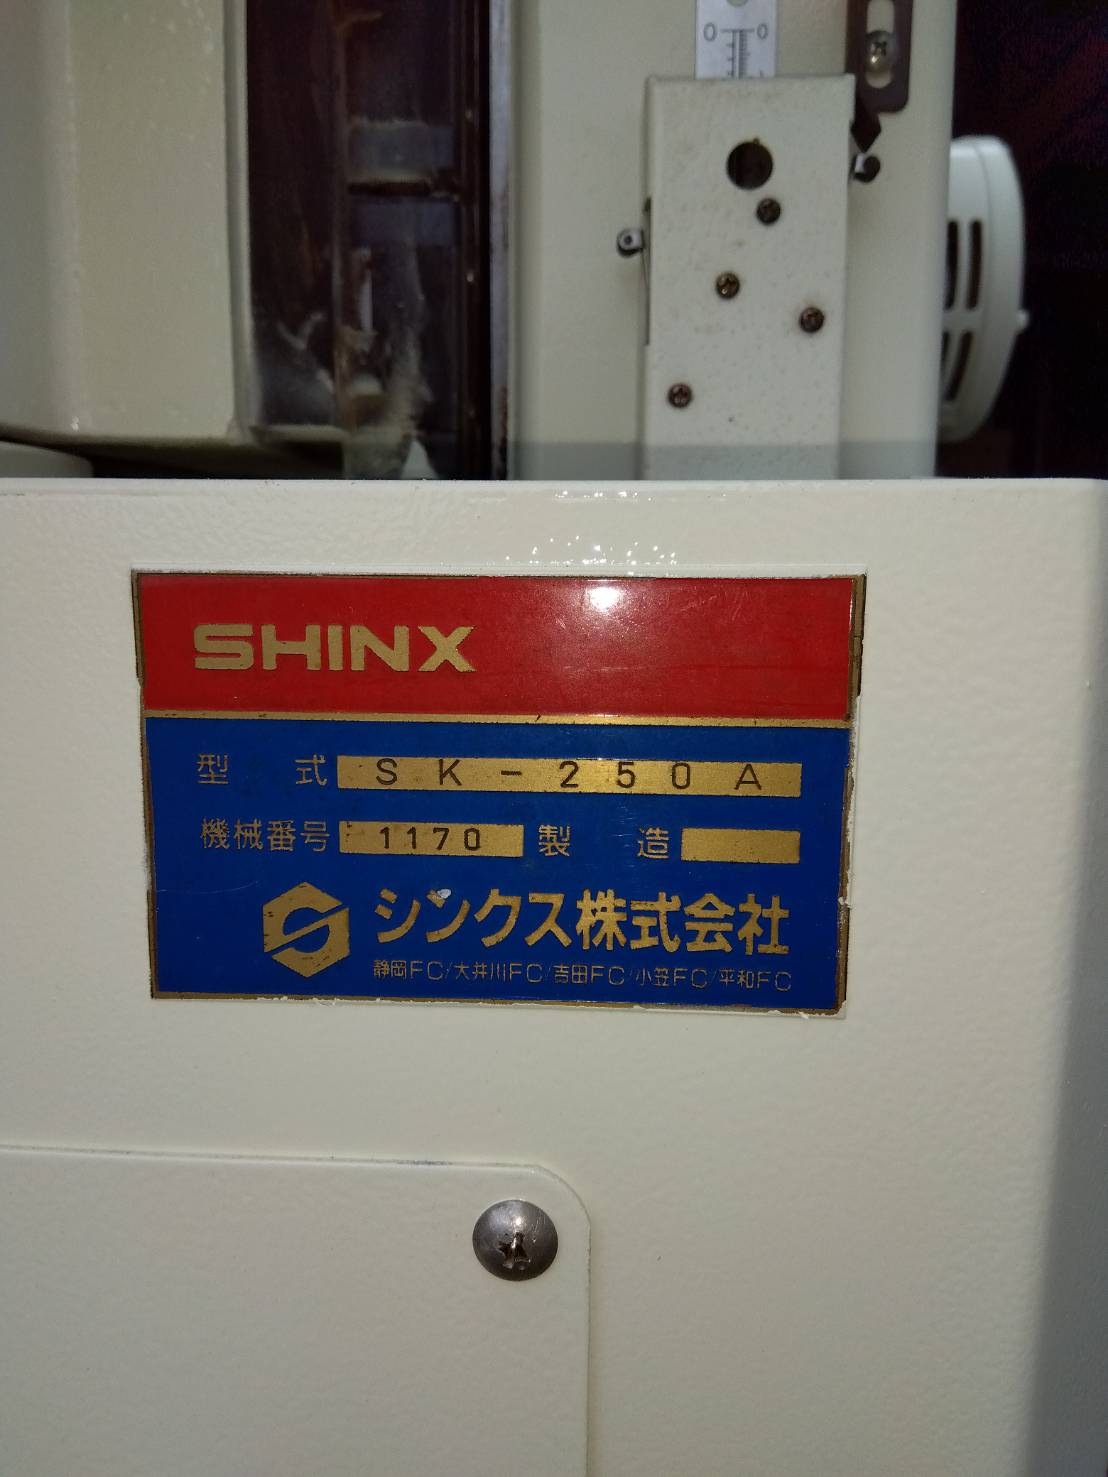 0 0
SHINX
型式 SK-250A
機械番号 1170 製造
シンクス株式会社
静岡FC/大井川FC/吉田FC/小笠FC/平和FC